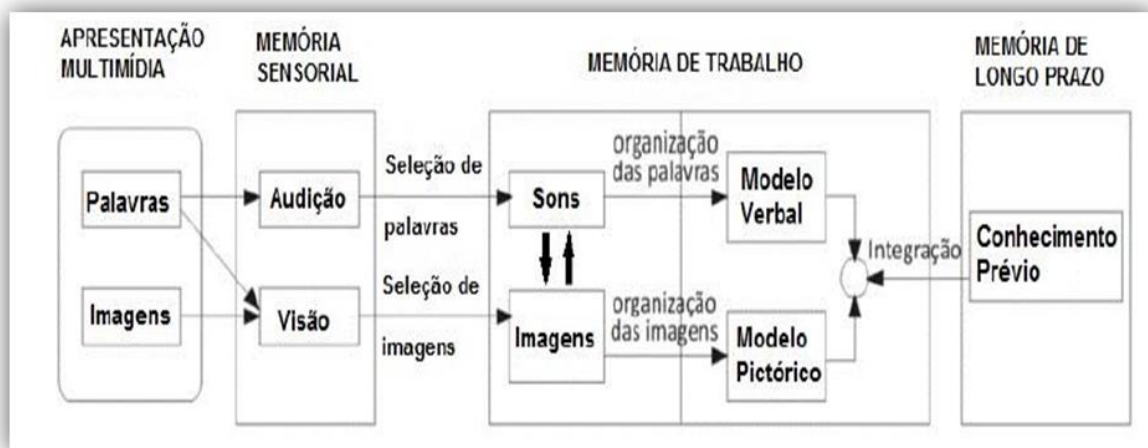 APRESENTAÇÃO
MULTIMÍDIA
MEMÓRIA
SENSORIAL
MEMÓRIA DE TRABALHO
MEMÓRIA DE
LONGO PRAZO
Palavras
Imagens
Audição
Visão
Seleção de
palavras
Seleção de
imagens
Sons
Imagens
organização
das palavras
organização
das imagens
Modelo
Verbal
Modelo
Pictórico
Integração
Conhecimento
Prévio